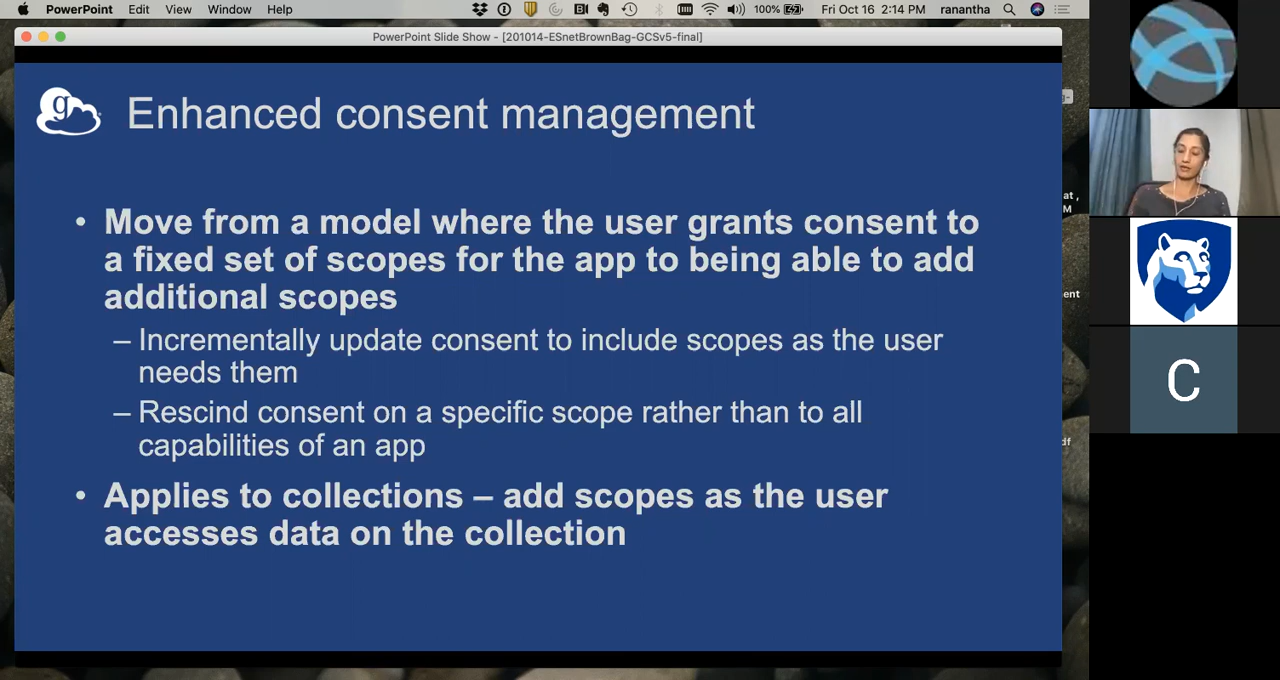 PowerPoint File Edit View Window Help 100% Fri Oct 16 2:14 PM ranantha
PowerPoint Slide Show - [201014-ESnetBrownBag-GCSv5-final]
g Enhanced consent management
• Move from a model where the user grants consent to
a fixed set of scopes for the app to being able to add
additional scopes
– Incrementally update consent to include scopes as the user
needs them
– Rescind consent on a specific scope rather than to all
capabilities of an app
• Applies to collections – add scopes as the user
accesses data on the collection
g-
at ,
M
ent
df
C